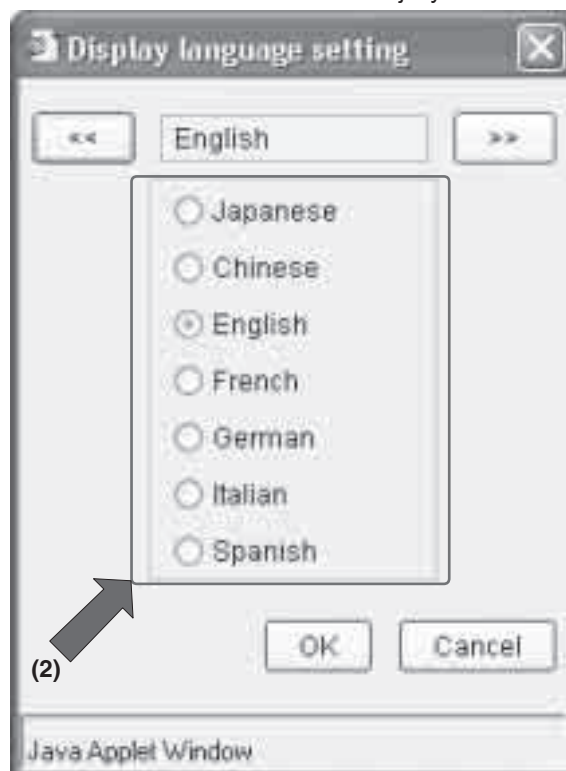 Display language setting
<< English >>
Japanese
Chinese
English
French
German
Italian
Spanish
(2)
OK Cancel
Java Applet Window